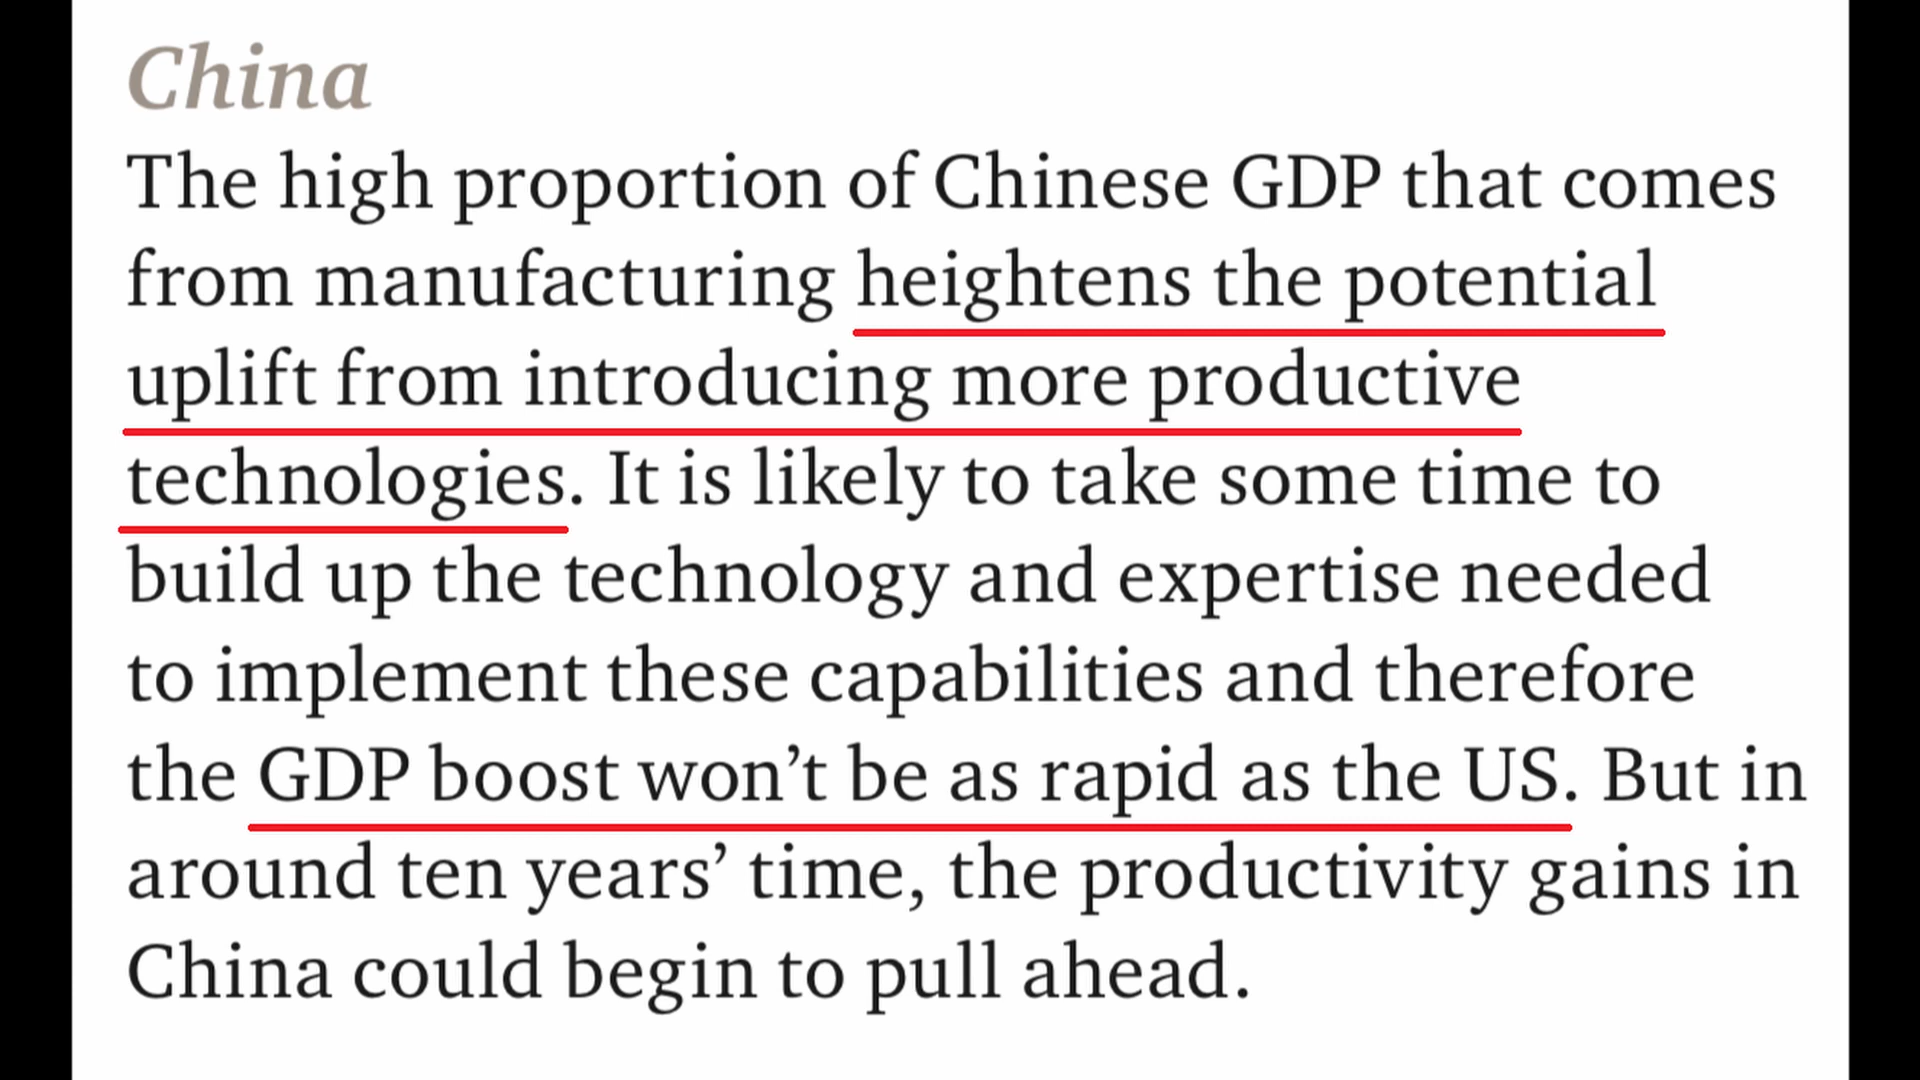 China
The high proportion of Chinese GDP that comes
from manufacturing heightens the potential
uplift from introducing more productive
technologies. It is likely to take some time to
build up the technology and expertise needed
to implement these capabilities and therefore
the GDP boost won’t be as rapid as the US. But in
around ten years’ time, the productivity gains in
China could begin to pull ahead.